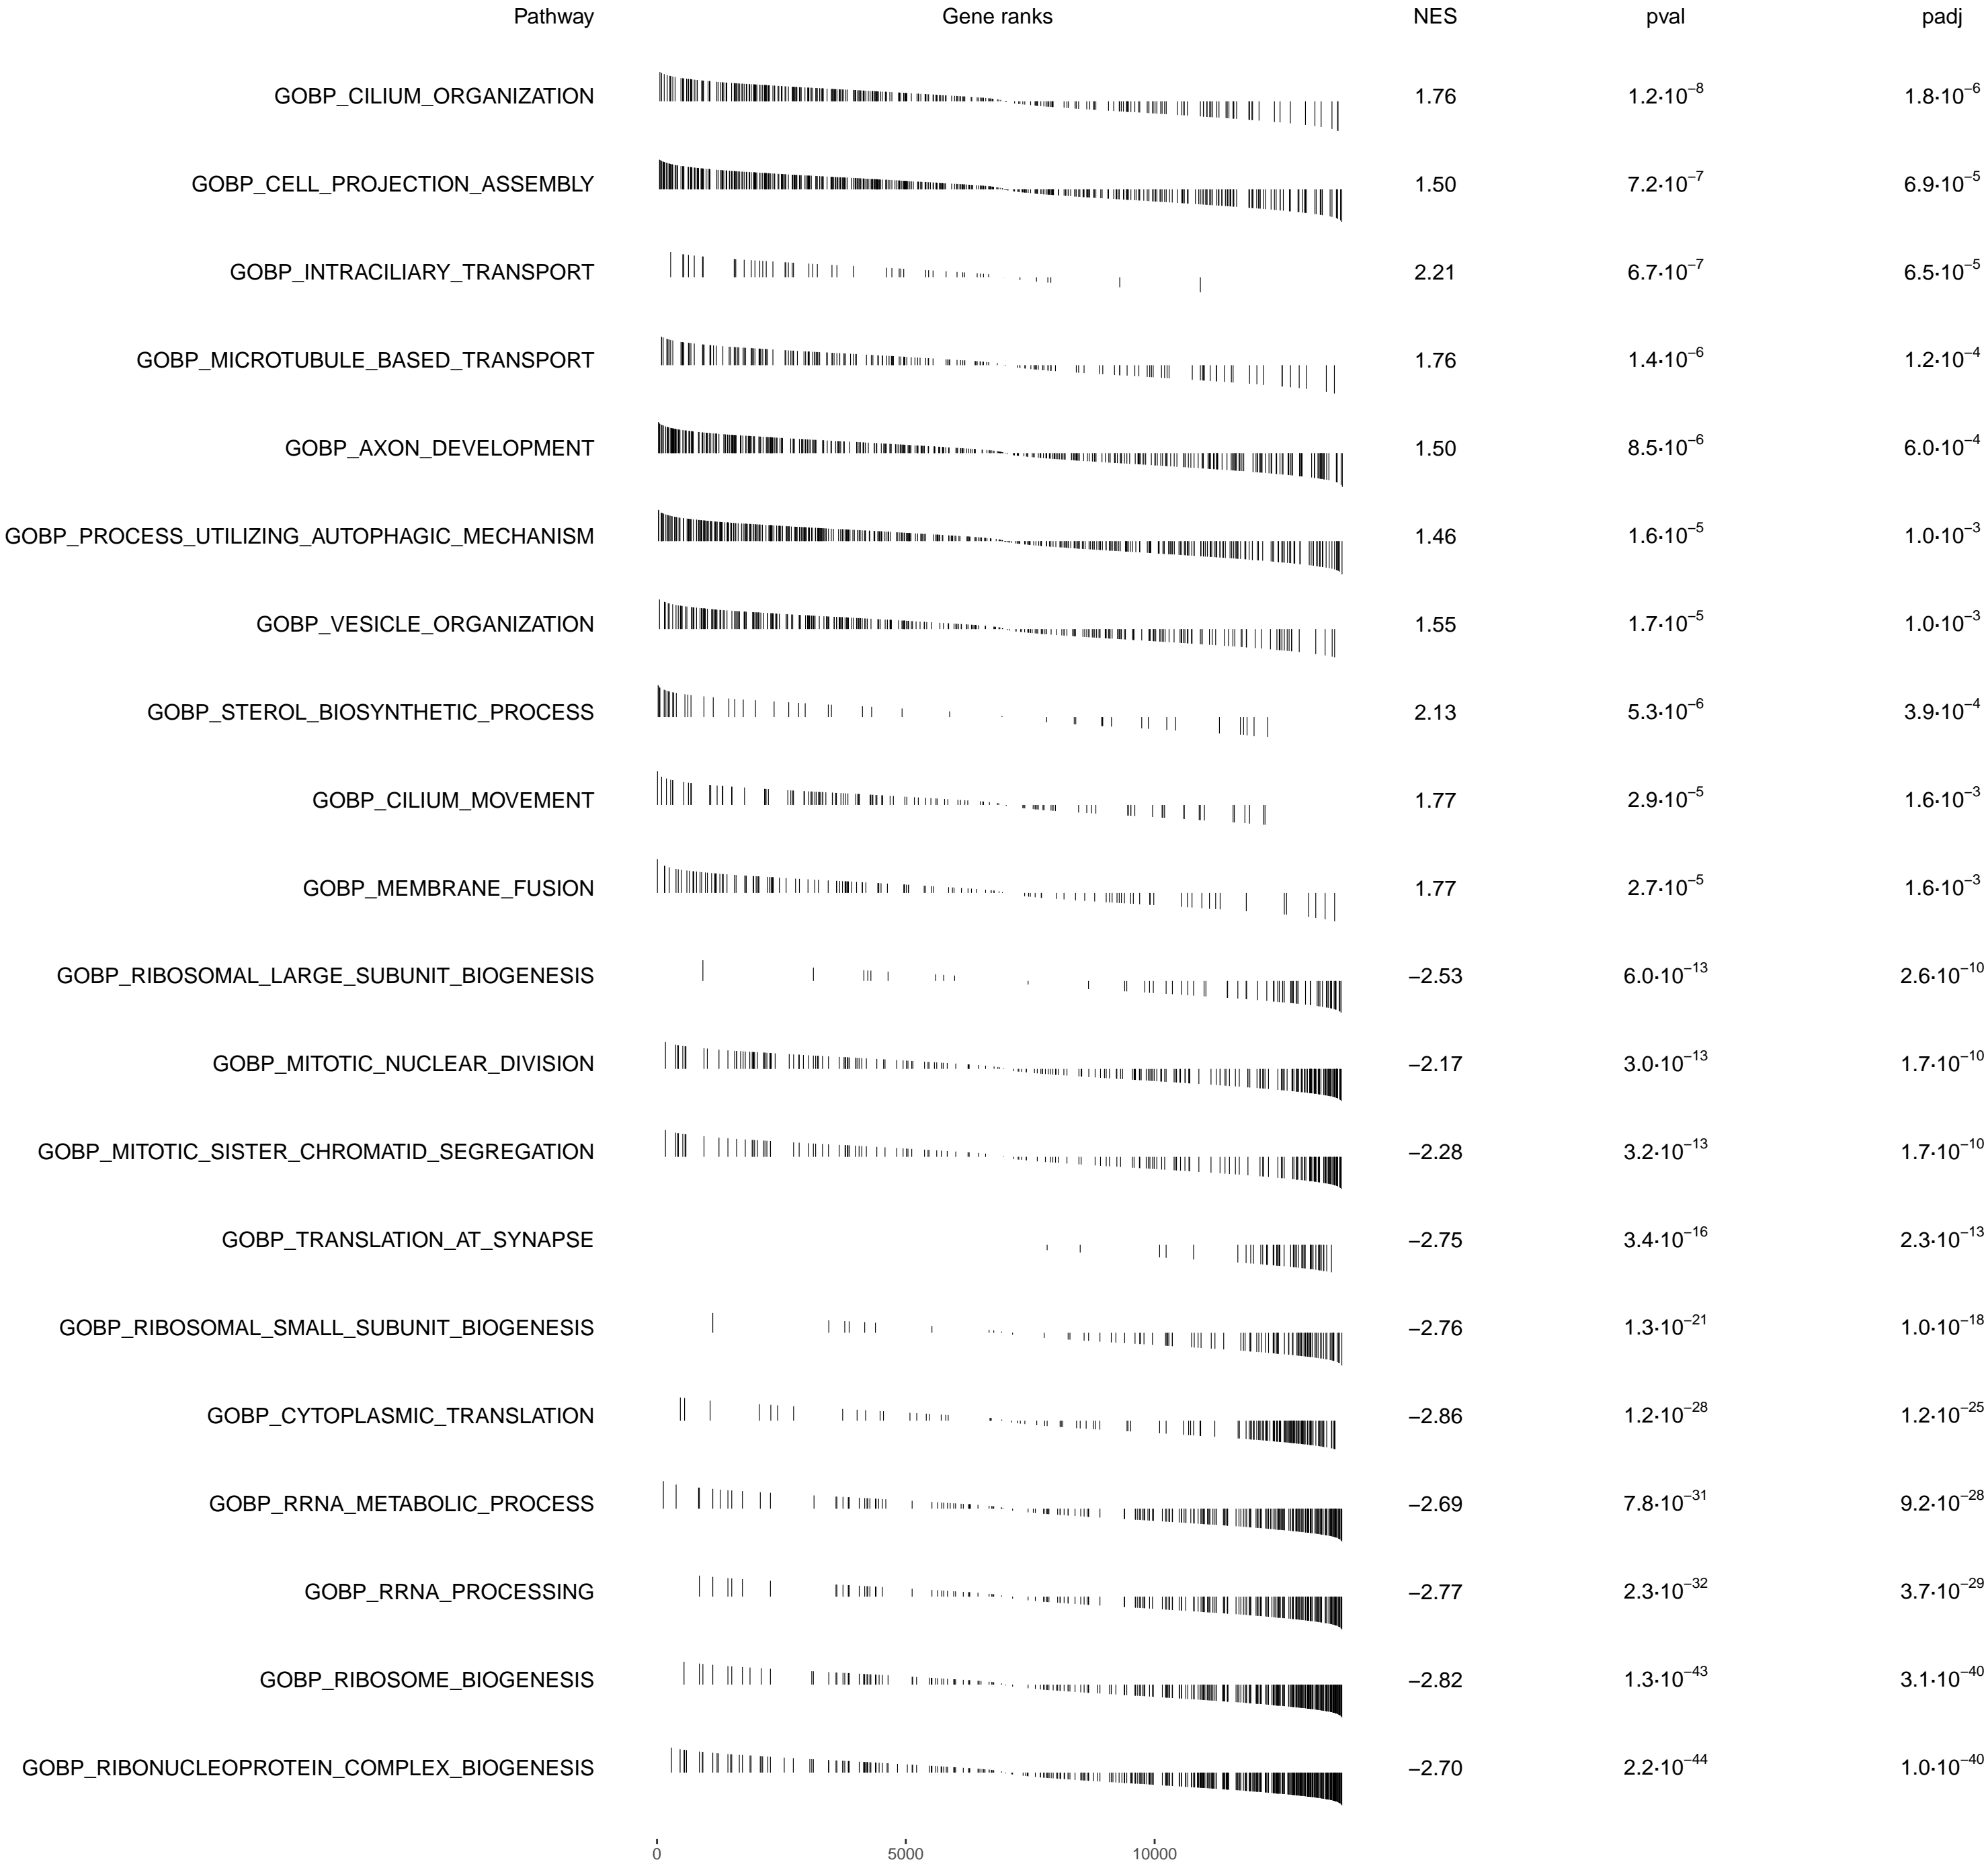 Pathway Gene ranks NES pval padj
GOBP_CILIUM_ORGANIZATION 1.76 1.2·10⁻⁸ 1.8·10⁻⁶
GOBP_CELL_PROJECTION_ASSEMBLY 1.50 7.2·10⁻⁷ 6.9·10⁻⁵
GOBP_INTRACILIARY_TRANSPORT 2.21 6.7·10⁻⁷ 6.5·10⁻⁵
GOBP_MICROTUBULE_BASED_TRANSPORT 1.76 1.4·10⁻⁶ 1.2·10⁻⁴
GOBP_AXON_DEVELOPMENT 1.50 8.5·10⁻⁶ 6.0·10⁻⁴
GOBP_PROCESS_UTILIZING_AUTOPHAGIC_MECHANISM 1.46 1.6·10⁻⁵ 1.0·10⁻³
GOBP_VESICLE_ORGANIZATION 1.55 1.7·10⁻⁵ 1.0·10⁻³
GOBP_STEROL_BIOSYNTHETIC_PROCESS 2.13 5.3·10⁻⁶ 3.9·10⁻⁴
GOBP_CILIUM_MOVEMENT 1.77 2.9·10⁻⁵ 1.6·10⁻³
GOBP_MEMBRANE_FUSION 1.77 2.7·10⁻⁵ 1.6·10⁻³
GOBP_RIBOSOMAL_LARGE_SUBUNIT_BIOGENESIS −2.53 6.0·10⁻¹³ 2.6·10⁻¹⁰
GOBP_MITOTIC_NUCLEAR_DIVISION −2.17 3.0·10⁻¹³ 1.7·10⁻¹⁰
GOBP_MITOTIC_SISTER_CHROMATID_SEGREGATION −2.28 3.2·10⁻¹³ 1.7·10⁻¹⁰
GOBP_TRANSLATION_AT_SYNAPSE −2.75 3.4·10⁻¹⁶ 2.3·10⁻¹³
GOBP_RIBOSOMAL_SMALL_SUBUNIT_BIOGENESIS −2.76 1.3·10⁻²¹ 1.0·10⁻¹⁸
GOBP_CYTOPLASMIC_TRANSLATION −2.86 1.2·10⁻²⁸ 1.2·10⁻²⁵
GOBP_RRNA_METABOLIC_PROCESS −2.69 7.8·10⁻³¹ 9.2·10⁻²⁸
GOBP_RRNA_PROCESSING −2.77 2.3·10⁻³² 3.7·10⁻²⁹
GOBP_RIBOSOME_BIOGENESIS −2.82 1.3·10⁻⁴³ 3.1·10⁻⁴⁰
GOBP_RIBONUCLEOPROTEIN_COMPLEX_BIOGENESIS −2.70 2.2·10⁻⁴⁴ 1.0·10⁻⁴⁰
0 5000 10000